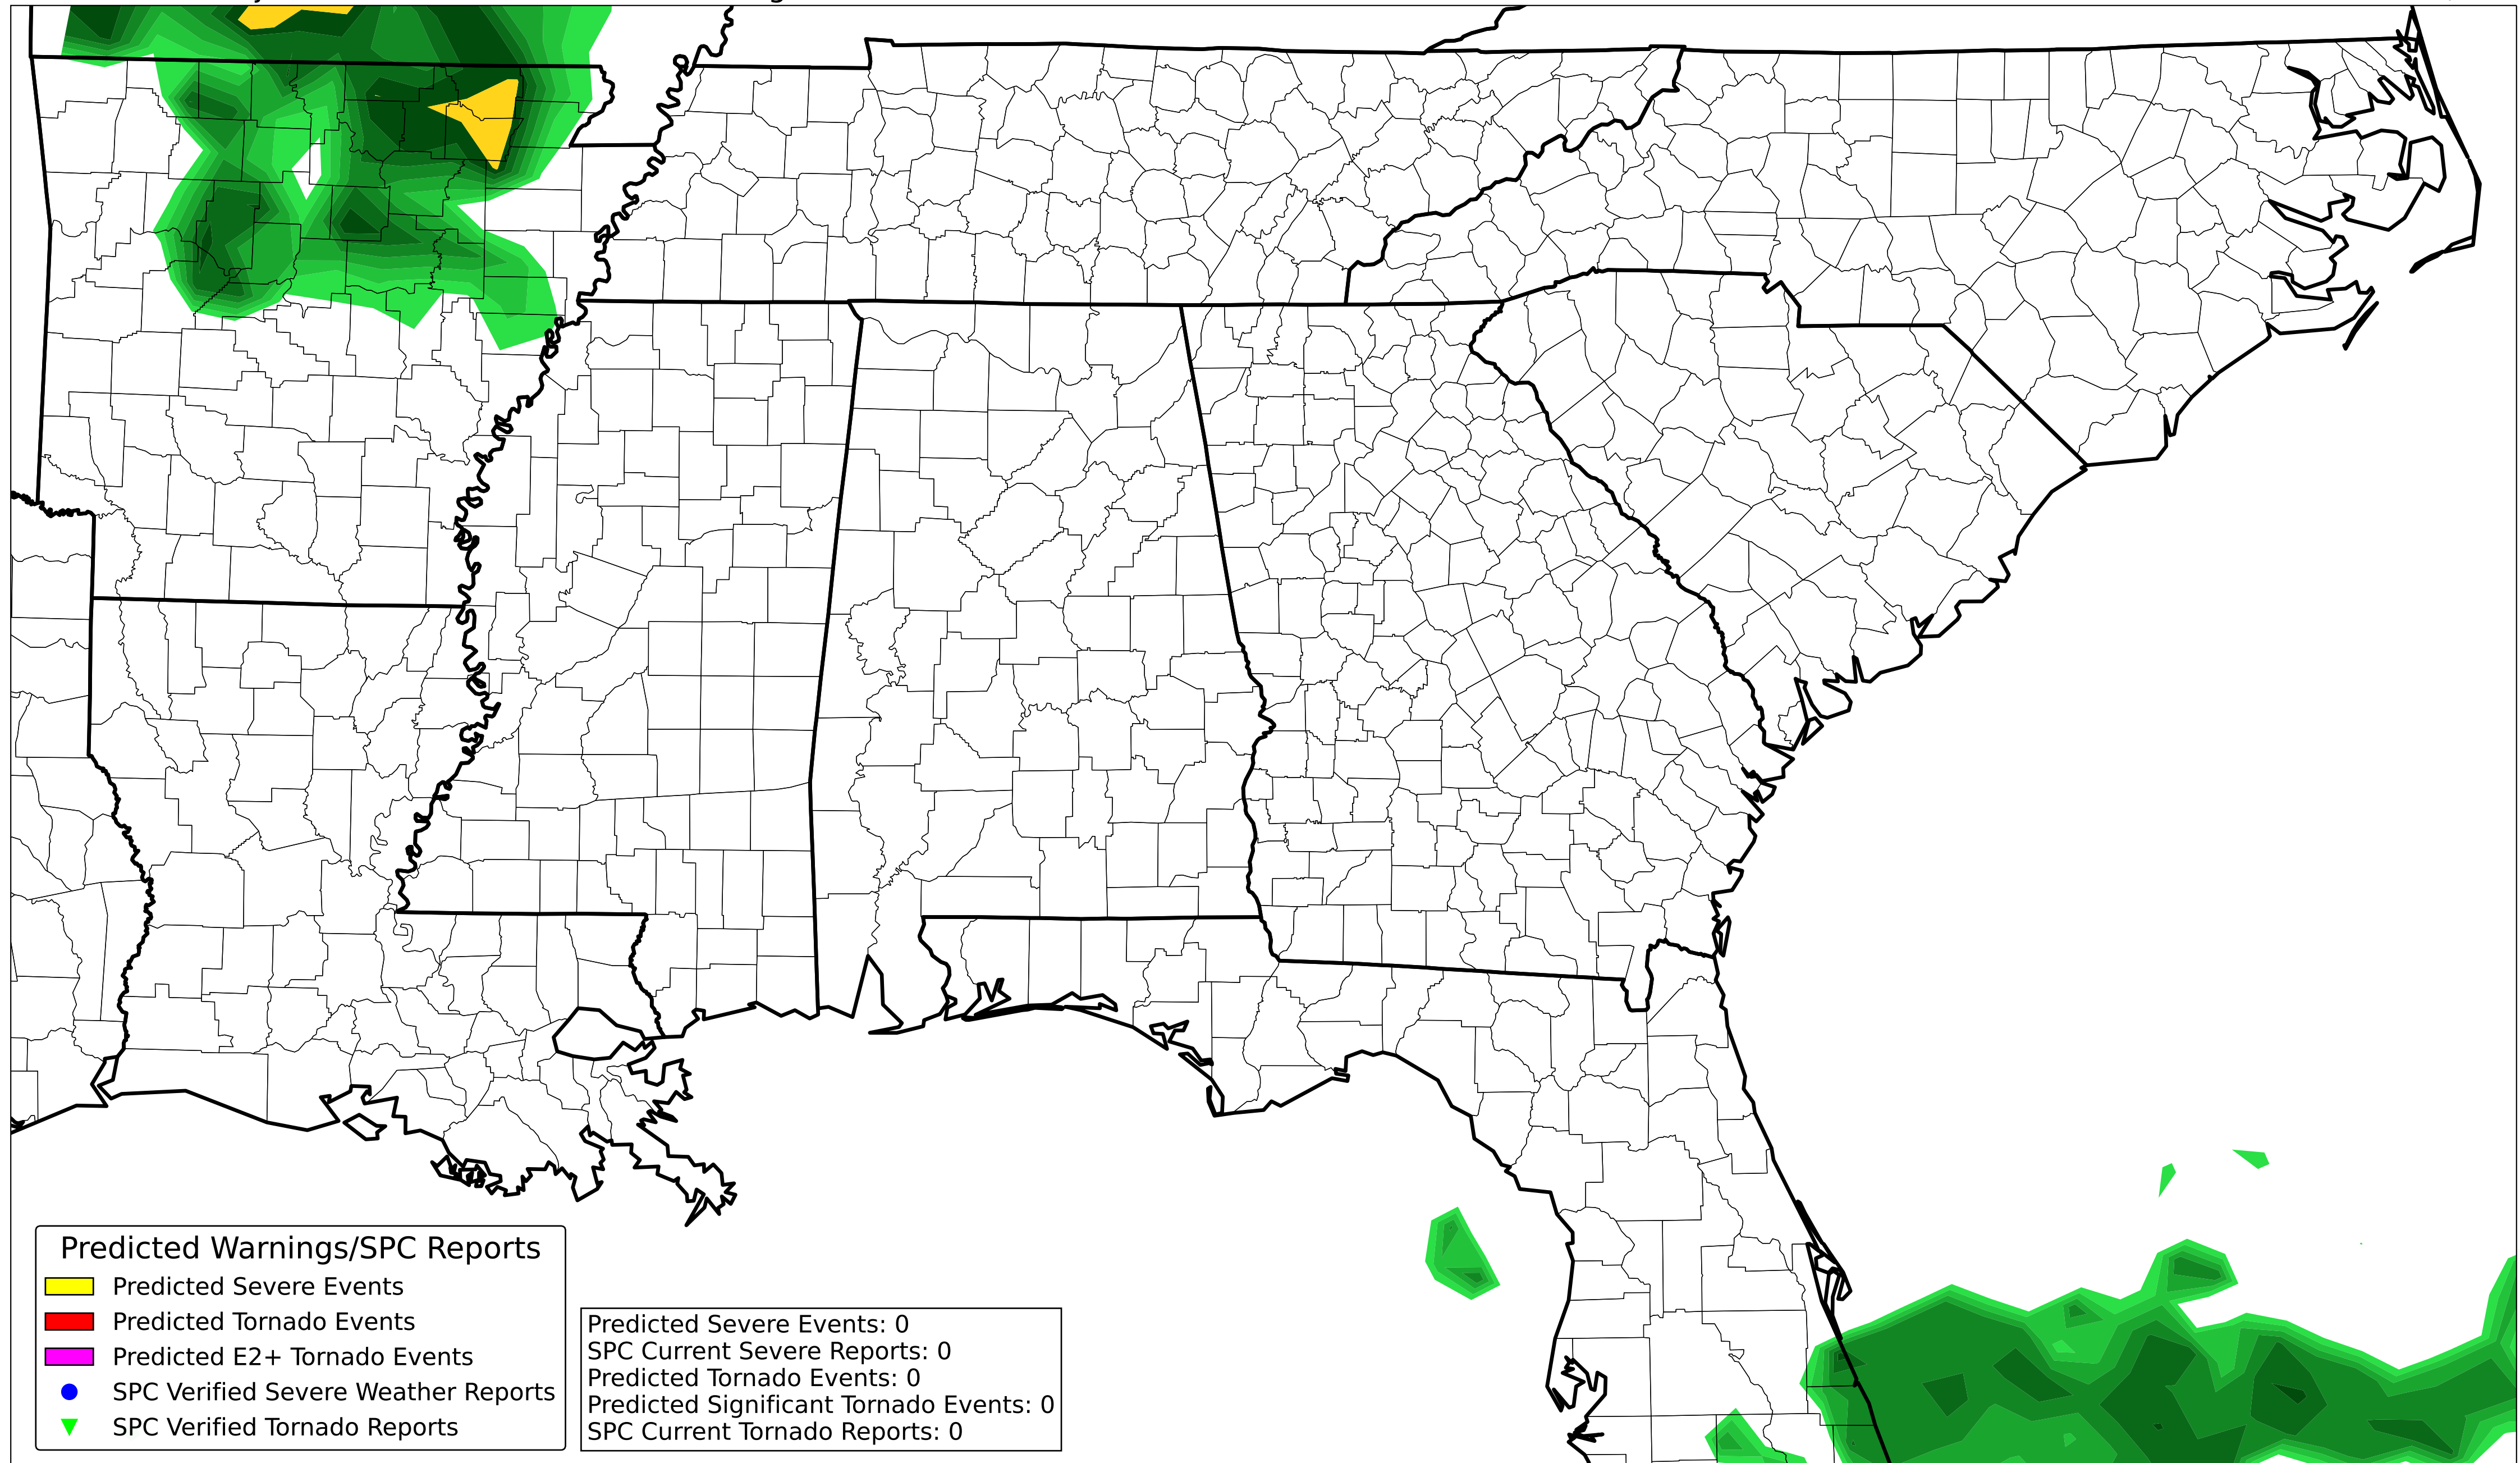 Predicted Warnings/SPC Reports
Predicted Severe Events
Predicted Tornado Events
Predicted E2+ Tornado Events
SPC Verified Severe Weather Reports
SPC Verified Tornado Reports
Predicted Severe Events: 0
SPC Current Severe Reports: 0
Predicted Tornado Events: 0
Predicted Significant Tornado Events: 0
SPC Current Tornado Reports: 0